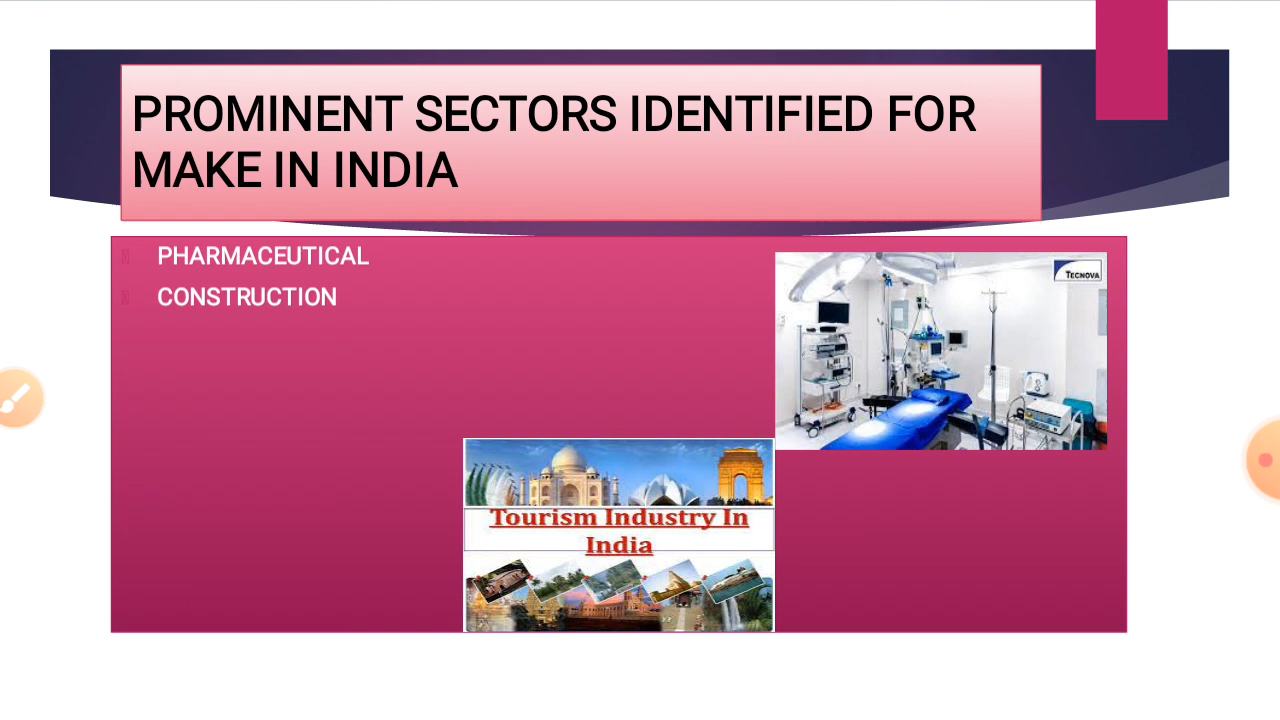 PROMINENT SECTORS IDENTIFIED FOR
MAKE IN INDIA
PHARMACEUTICAL
CONSTRUCTION
TECNOVA
Tourism Industry In
India